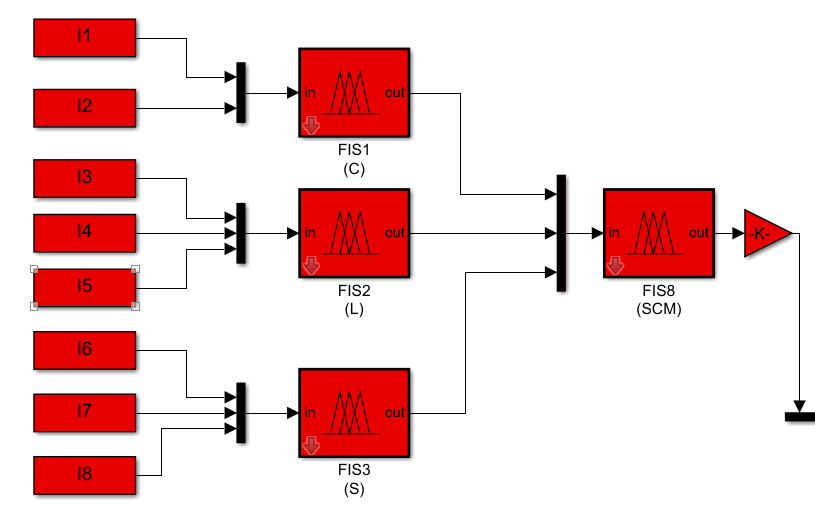 I1
I2
in
out
FIS1
(C)
I3
I4
I5
in
out
FIS2
(L)
I6
I7
I8
in
out
FIS3
(S)
in
out
FIS8
(SCM)
-K-